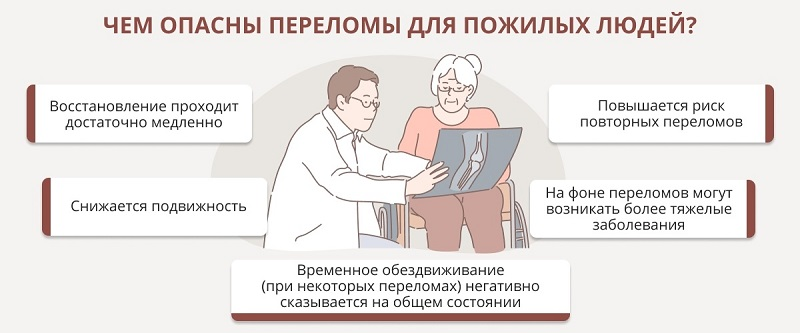 ЧЕМ ОПАСНЫ ПЕРЕЛОМЫ ДЛЯ ПОЖИЛЫХ ЛЮДЕЙ?
Восстановление проходит
достаточно медленно
Повышается риск
повторных переломов
Снижается подвижность
На фоне переломов могут
возникать более тяжелые
заболевания
Временное обездвиживание
(при некоторых переломах) негативно
сказывается на общем состоянии